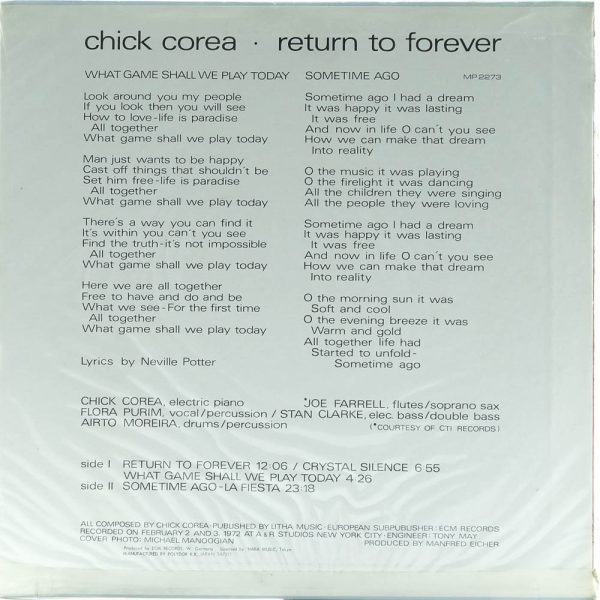 chick corea · return to forever
WHAT GAME SHALL WE PLAY TODAY
Look around you my people
If you look then you will see
How to love-life is paradise
All together
What game shall we play today
Man just wants to be happy
Cast off things that shouldn't be
Set him free-life is paradise
All together
What game shall we play today
There's a way you can find it
It's within you can't you see
Find the truth-it's not impossible
All together
What game shall we play today
Here we are all together
Free to have and do and be
What we see-For the first time
All together
What game shall we play today
Lyrics by Neville Potter
SOMETIME AGO MP 2273
Sometime ago I had a dream
It was happy it was lasting
It was free
And now in life O can't you see
How we can make that dream
Into reality
O the music it was playing
O the firelight it was dancing
All the children they were singing
All the people they were loving
Sometime ago I had a dream
It was happy it was lasting
It was free
And now in life O can't you see
How we can make that dream
Into reality
O the morning sun it was
Soft and cool
O the evening breeze it was
Warm and gold
All together life had
Started to unfold-
Sometime ago
CHICK COREA, electric piano *JOE FARRELL, flutes/soprano sax
FLORA PURIM, vocal/percussion / STAN CLARKE, elec. bass/double bass
AIRTO MOREIRA, drums/percussion (*COURTESY OF CTI RECORDS)
side I RETURN TO FOREVER 12:06 / CRYSTAL SILENCE 6:55
WHAT GAME SHALL WE PLAY TODAY 4:26
side II SOMETIME AGO-LA FIESTA 23:18
ALL COMPOSED BY CHICK COREA·PUBLISHED BY LITHA MUSIC·EUROPEAN SUBPUBLISHER: ECM RECORDS
RECORDED ON FEBRUARY 2 AND 3, 1972 AT A & R STUDIOS NEW YORK CITY·ENGINEER: TONY MAY
COVER PHOTO: MICHAEL MANOOGIAN PRODUCED BY MANFRED EICHER
Produced by ECM RECORDS, W. Germany
MANUFACTURED BY POLYDOR K.K., JAPAN